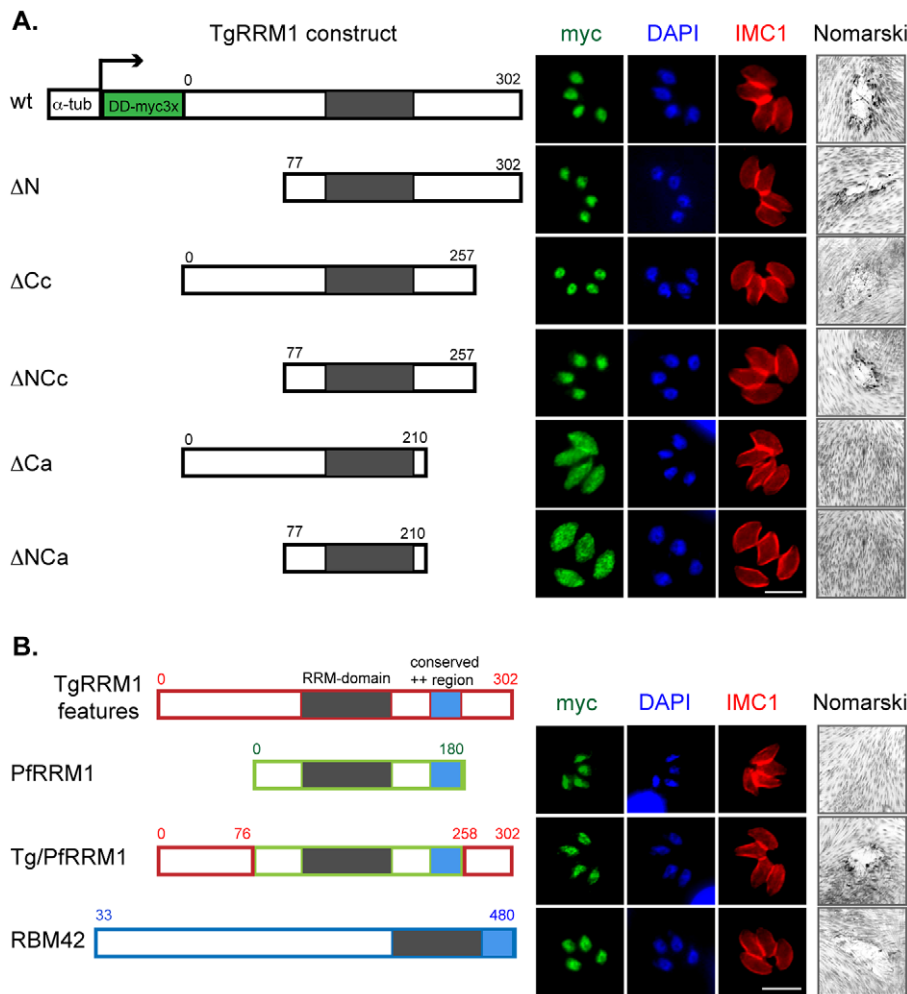 A.
TgRRM1 construct
myc DAPI IMC1 Nomarski
0 302
wt α-tub DD-myc3x
77 302
ΔN
0 257
ΔCc
77 257
ΔNCc
0 210
ΔCa
77 210
ΔNCa
B.
RRM-domain conserved
0 ++ region 302
TgRRM1
features
myc DAPI IMC1 Nomarski
0 180
PfRRM1
0 76 258 302
Tg/PfRRM1
33 480
RBM42